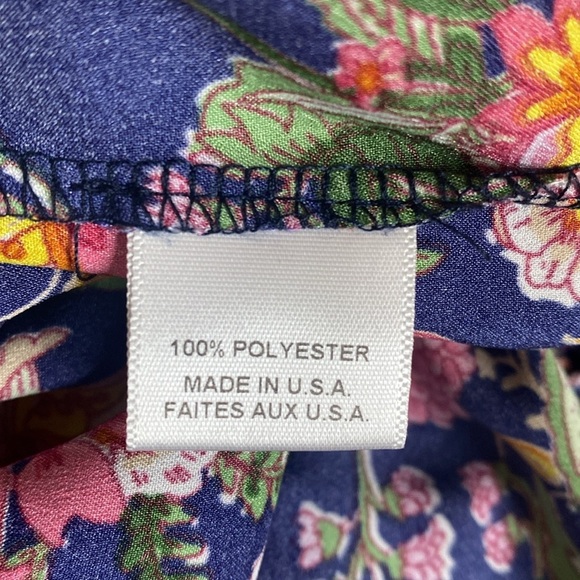 100% POLYESTER
MADE IN U.S.A.
FAITES AUX U.S.A.